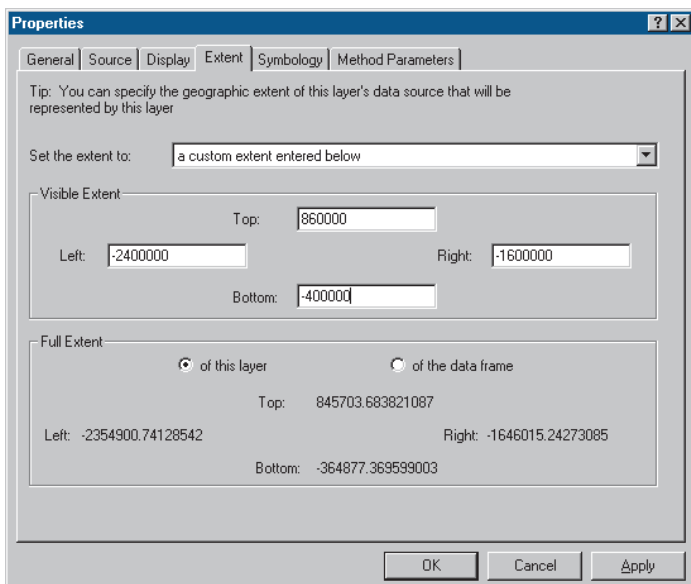 Properties
General Source Display Extent Symbology Method Parameters
Tip: You can specify the geographic extent of this layer's data source that will be
represented by this layer
Set the extent to: a custom extent entered below
Visible Extent
Top: 860000
Left: -2400000 Right: -1600000
Bottom: -400000
Full Extent
of this layer of the data frame
Top: 845703.683821087
Left: -2354900.74128542 Right: -1646015.24273085
Bottom: -364877.369599003
OK Cancel Apply